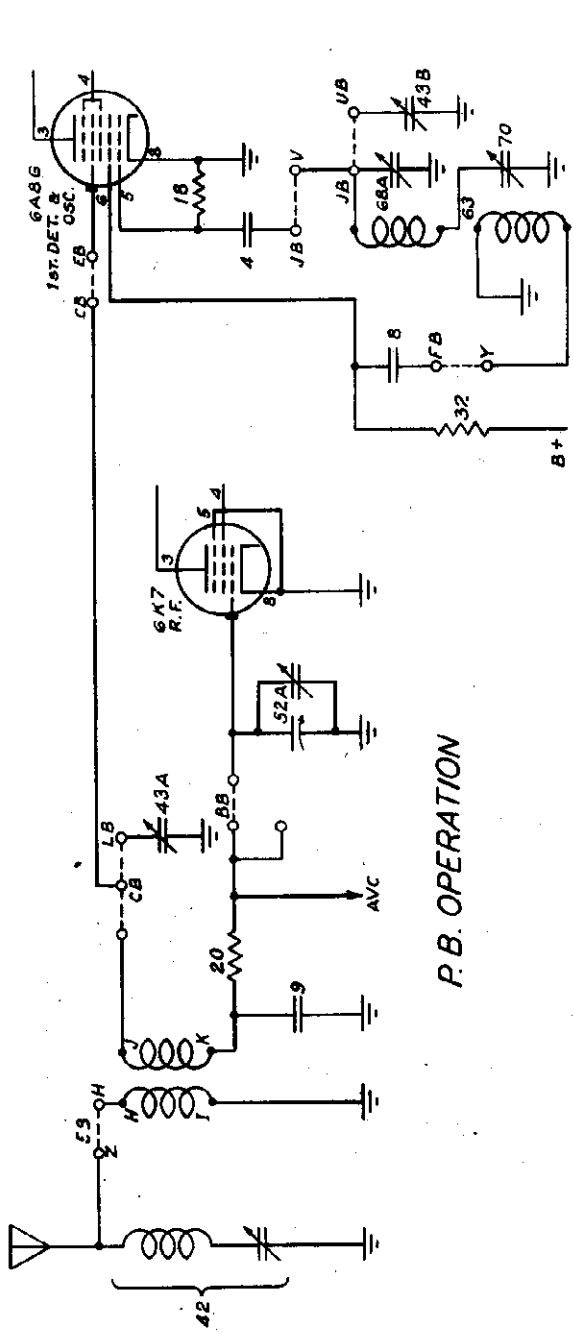 42
Z
H
H
I
J
K
9
20
AVC
CB
LB
43A
BB
52A
6K7
R.F.
3
5
4
8
CB
EB
6A8G
1ST. DET. &
OSC.
3
4
6
5
8
18
4
JB
V
JB
UB
68A
43B
63
70
8
FB
Y
32
B+
P.B. OPERATION